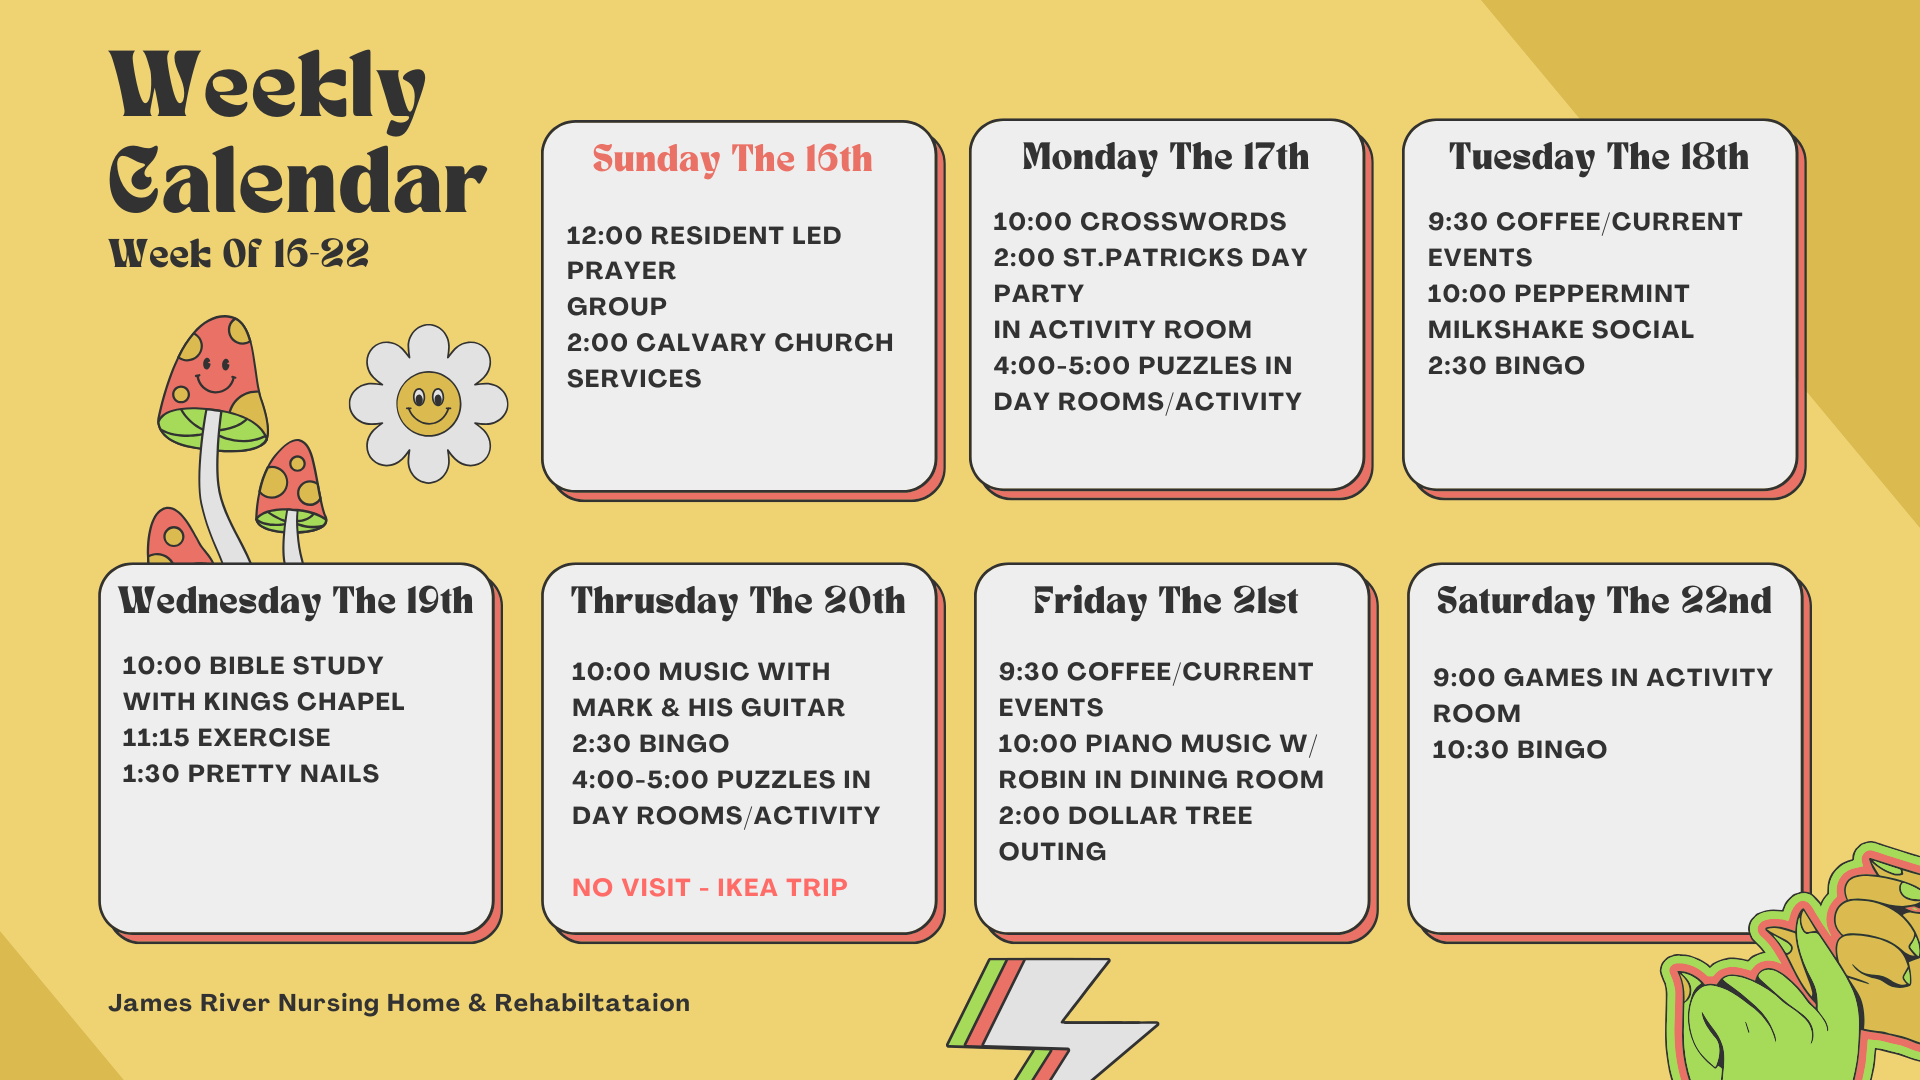 Weekly
Calendar
Week Of 16-22
Sunday The 16th
12:00 RESIDENT LED
PRAYER
GROUP
2:00 CALVARY CHURCH
SERVICES
Monday The 17th
10:00 CROSSWORDS
2:00 ST.PATRICKS DAY
PARTY
IN ACTIVITY ROOM
4:00-5:00 PUZZLES IN
DAY ROOMS/ACTIVITY
Tuesday The 18th
9:30 COFFEE/CURRENT
EVENTS
10:00 PEPPERMINT
MILKSHAKE SOCIAL
2:30 BINGO
Wednesday The 19th
10:00 BIBLE STUDY
WITH KINGS CHAPEL
11:15 EXERCISE
1:30 PRETTY NAILS
Thrusday The 20th
10:00 MUSIC WITH
MARK & HIS GUITAR
2:30 BINGO
4:00-5:00 PUZZLES IN
DAY ROOMS/ACTIVITY
NO VISIT - IKEA TRIP
Friday The 21st
9:30 COFFEE/CURRENT
EVENTS
10:00 PIANO MUSIC W/
ROBIN IN DINING ROOM
2:00 DOLLAR TREE
OUTING
Saturday The 22nd
9:00 GAMES IN ACTIVITY
ROOM
10:30 BINGO
James River Nursing Home & Rehabiltataion